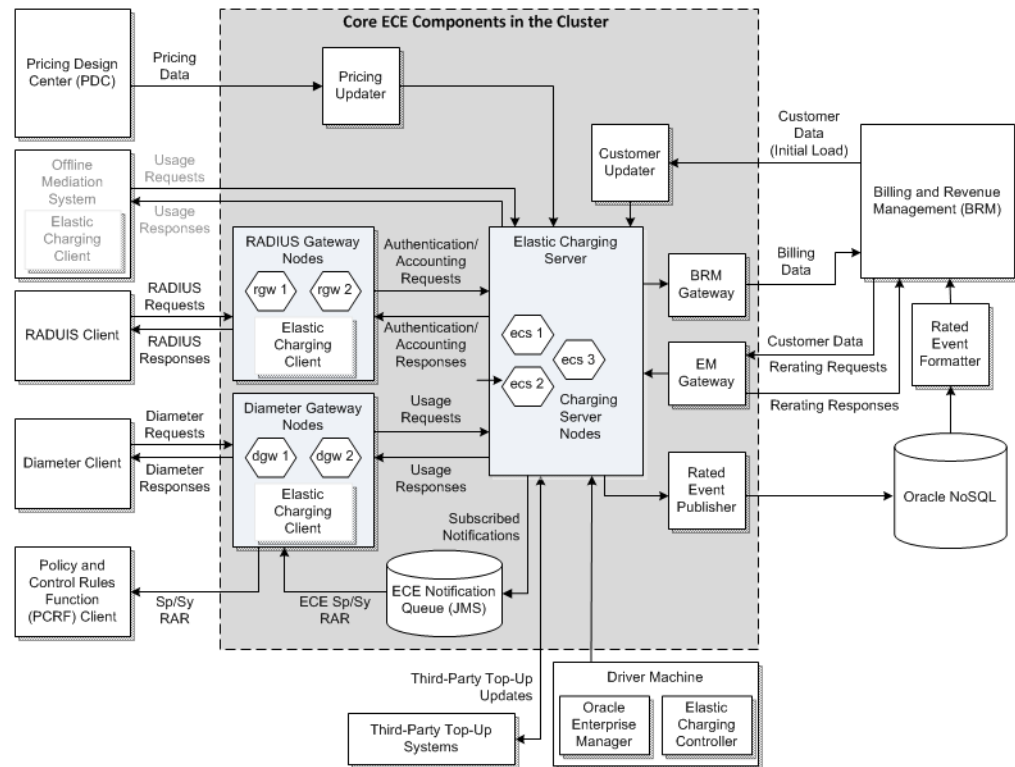 Core ECE Components in the Cluster
Pricing Design
Center (PDC)
Pricing
Data
Pricing
Updater
Customer
Updater
Customer
Data
(Initial Load)
Billing and Revenue
Management (BRM)
Offline
Mediation
System
Elastic
Charging
Client
Usage
Requests
Usage
Responses
RADIUS Gateway
Nodes
rgw 1
rgw 2
Elastic
Charging
Client
Authentication/
Accounting
Requests
Authentication/
Accounting
Responses
Elastic Charging
Server
ecs 1
ecs 3
ecs 2
Charging
Server
Nodes
BRM
Gateway
Billing
Data
EM
Gateway
Customer Data
Rerating Requests
Rerating Responses
Rated
Event
Formatter
RADUIS Client
RADIUS
Requests
RADIUS
Responses
Diameter Client
Diameter
Requests
Diameter
Responses
Diameter Gateway
Nodes
dgw 1
dgw 2
Elastic
Charging
Client
Usage
Requests
Usage
Responses
Rated
Event
Publisher
Oracle NoSQL
Subscribed
Notifications
Policy and
Control Rules
Function
(PCRF) Client
Sp/Sy
RAR
ECE Sp/Sy
RAR
ECE Notification
Queue (JMS)
Third-Party Top-Up
Updates
Third-Party Top-Up
Systems
Driver Machine
Oracle
Enterprise
Manager
Elastic
Charging
Controller